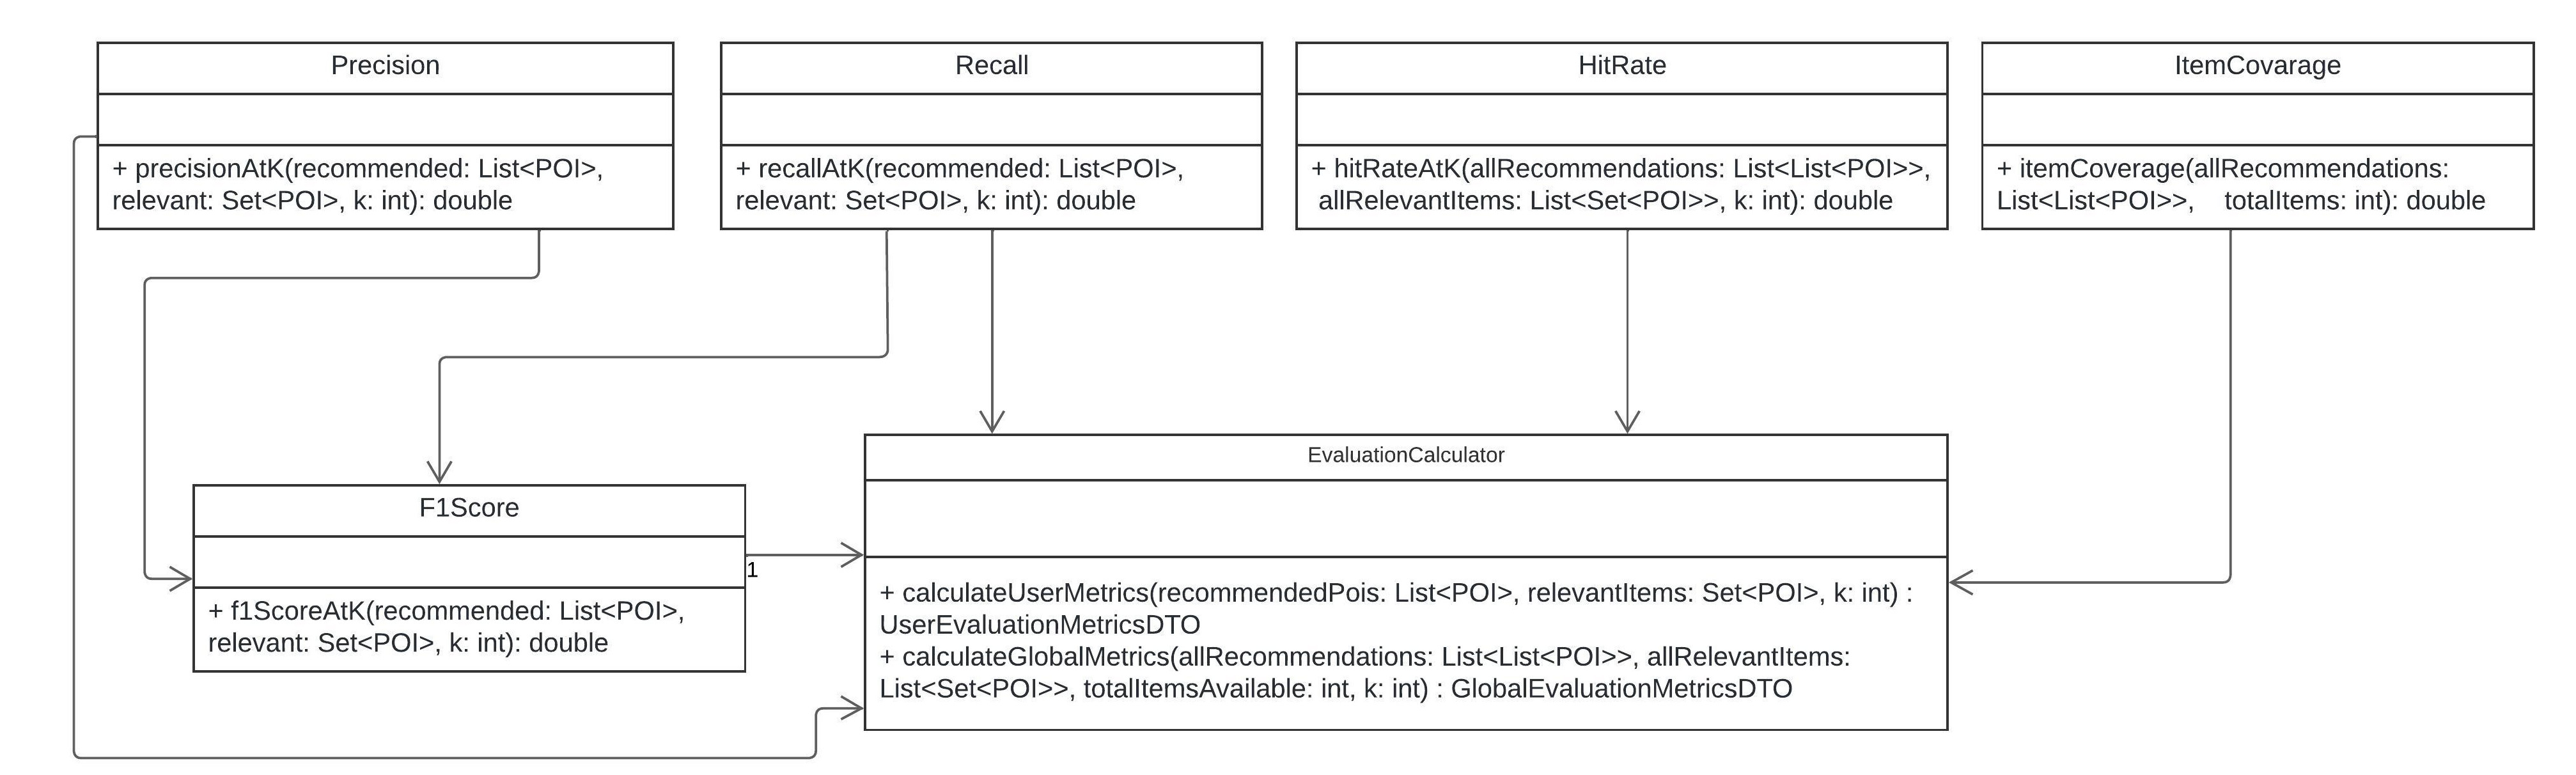 Precision
+ precisionAtK(recommended: List<POI>,
relevant: Set<POI>, k: int): double
Recall
+ recallAtK(recommended: List<POI>,
relevant: Set<POI>, k: int): double
HitRate
+ hitRateAtK(allRecommendations: List<List<POI>>,
allRelevantItems: List<Set<POI>>, k: int): double
ItemCovarage
+ itemCoverage(allRecommendations:
List<List<POI>>, totalItems: int): double
F1Score
+ f1ScoreAtK(recommended: List<POI>,
relevant: Set<POI>, k: int): double
1
EvaluationCalculator
+ calculateUserMetrics(recommendedPois: List<POI>, relevantItems: Set<POI>, k: int) :
UserEvaluationMetricsDTO
+ calculateGlobalMetrics(allRecommendations: List<List<POI>>, allRelevantItems:
List<Set<POI>>, totalItemsAvailable: int, k: int) : GlobalEvaluationMetricsDTO